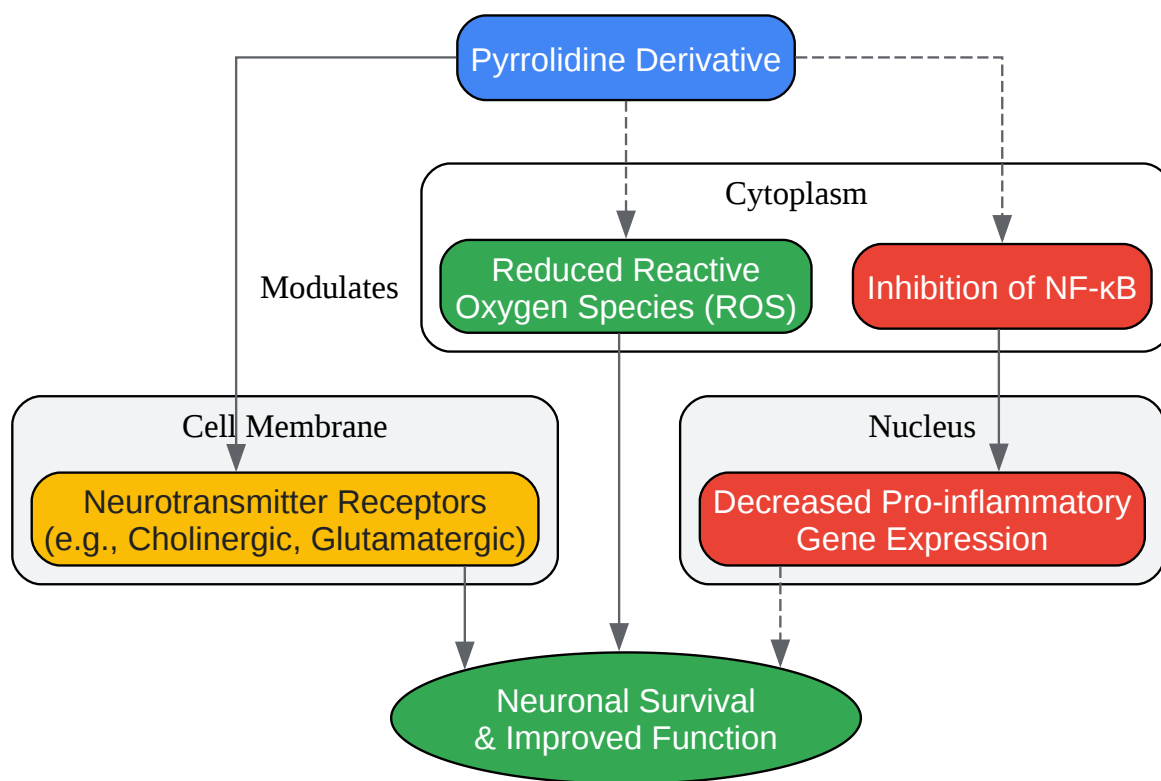 Pyrrolidine Derivative
Cytoplasm
Reduced Reactive
Oxygen Species (ROS)
Inhibition of NF-κB
Modulates
Cell Membrane
Neurotransmitter Receptors
(e.g., Cholinergic, Glutamatergic)
Nucleus
Decreased Pro-inflammatory
Gene Expression
Neuronal Survival
& Improved Function